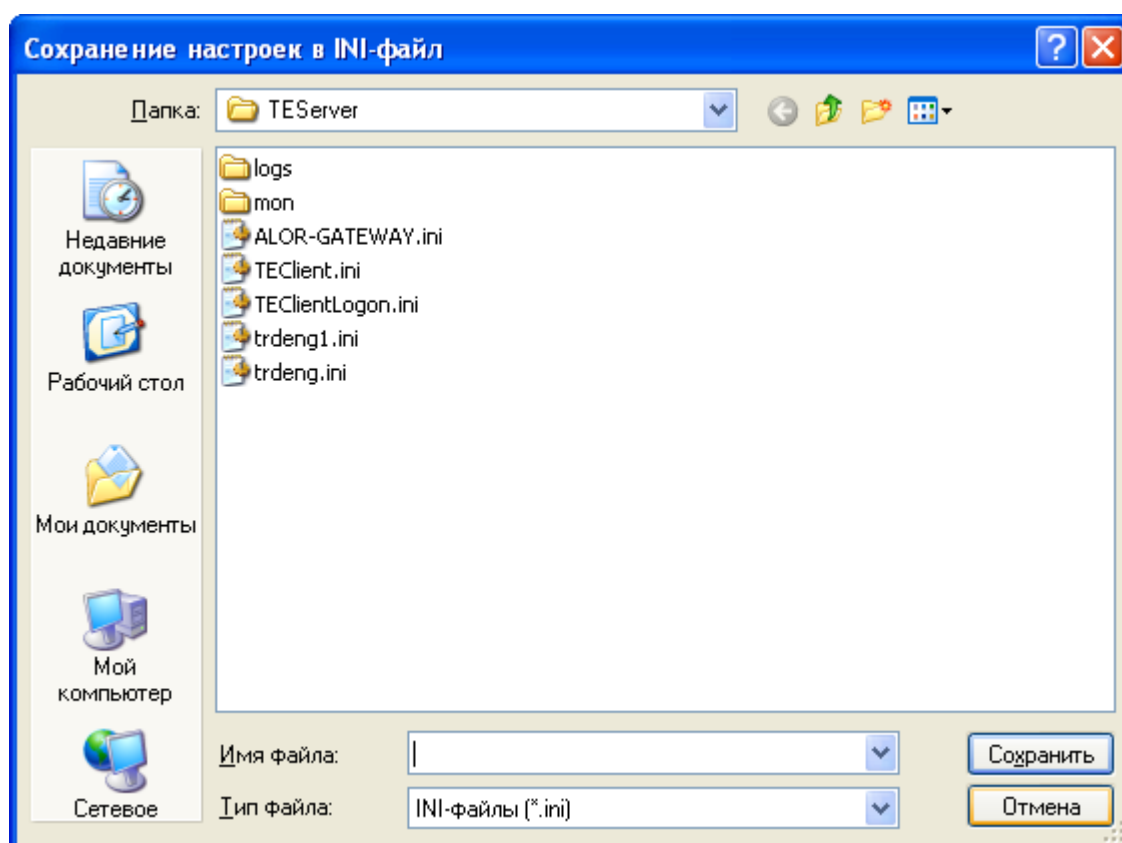 Сохранение настроек в INI-файл
Папка: TEServer
Недавние
документы
Рабочий стол
Мои документы
Мой
компьютер
Сетевое
logs
mon
ALOR-GATEWAY.ini
TEClient.ini
TEClientLogon.ini
trdeng1.ini
trdeng.ini
Имя файла:
Сохранить
Тип файла: INI-файлы (*.ini)
Отмена